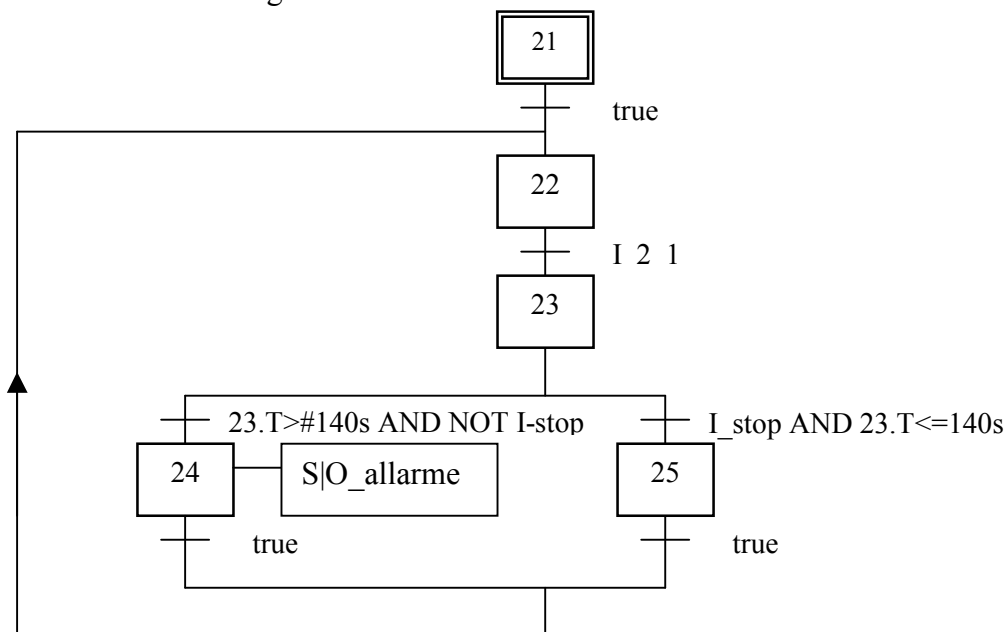 21
true
22
I 2 1
23
23.T>#140s AND NOT I-stop
I_stop AND 23.T<=140s
24
S|O_allarme
25
true
true